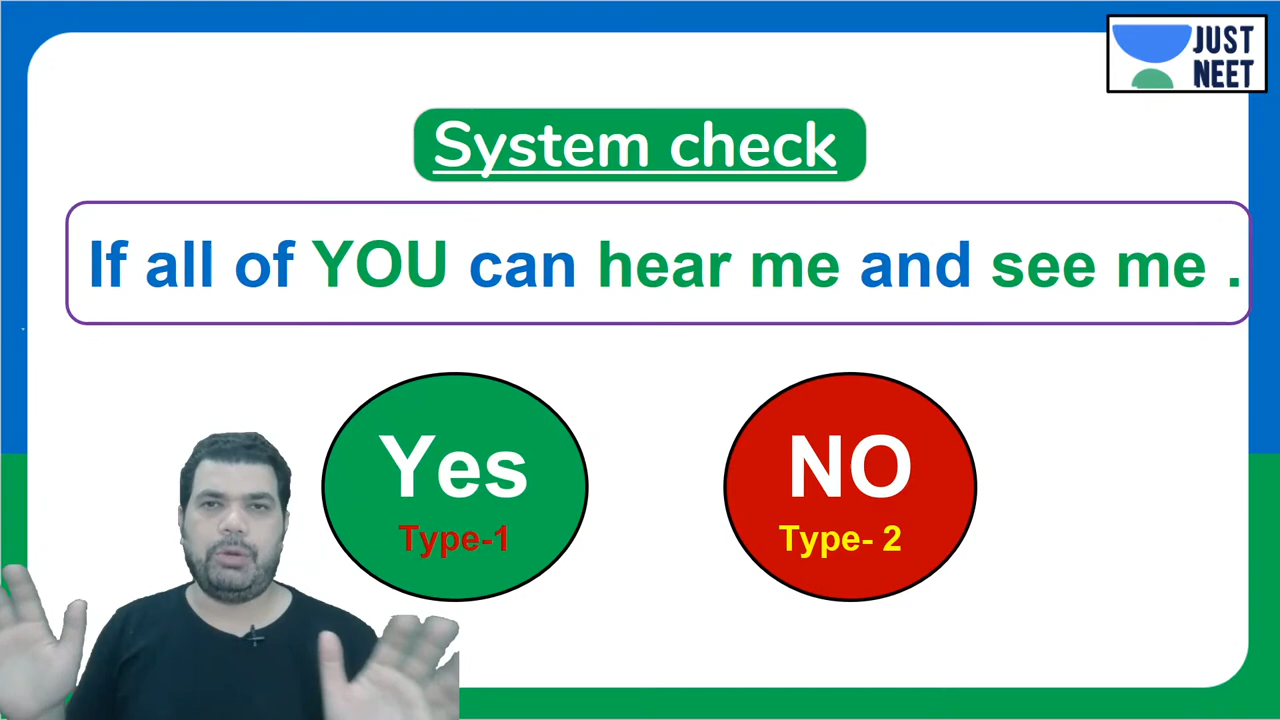 JUST
NEET
System check
If all of YOU can hear me and see me .
Yes
Type-1
NO
Type- 2